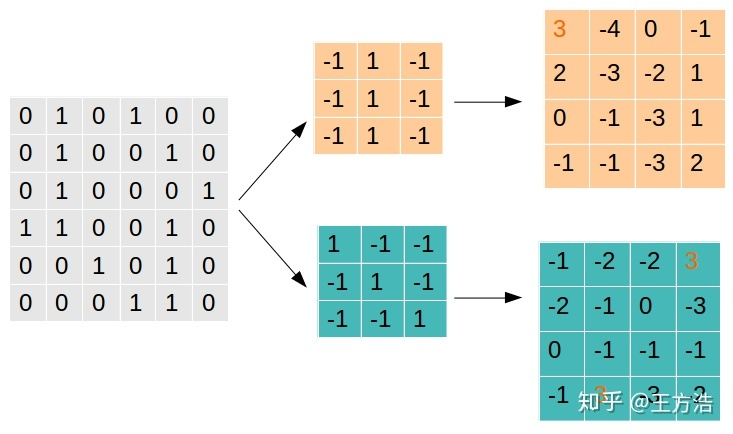 0 1 0 1 0 0
0 1 0 0 1 0
0 1 0 0 0 1
1 1 0 0 1 0
0 0 1 0 1 0
0 0 0 1 1 0
-1 1 -1
-1 1 -1
-1 1 -1
3 -4 0 -1
2 -3 -2 1
0 -1 -3 1
-1 -1 -3 2
1 -1 -1
-1 1 -1
-1 -1 1
-1 -2 -2 3
-2 -1 0 -3
0 -1 -1 -1
-1 3 -3 -2
知乎 @王方浩